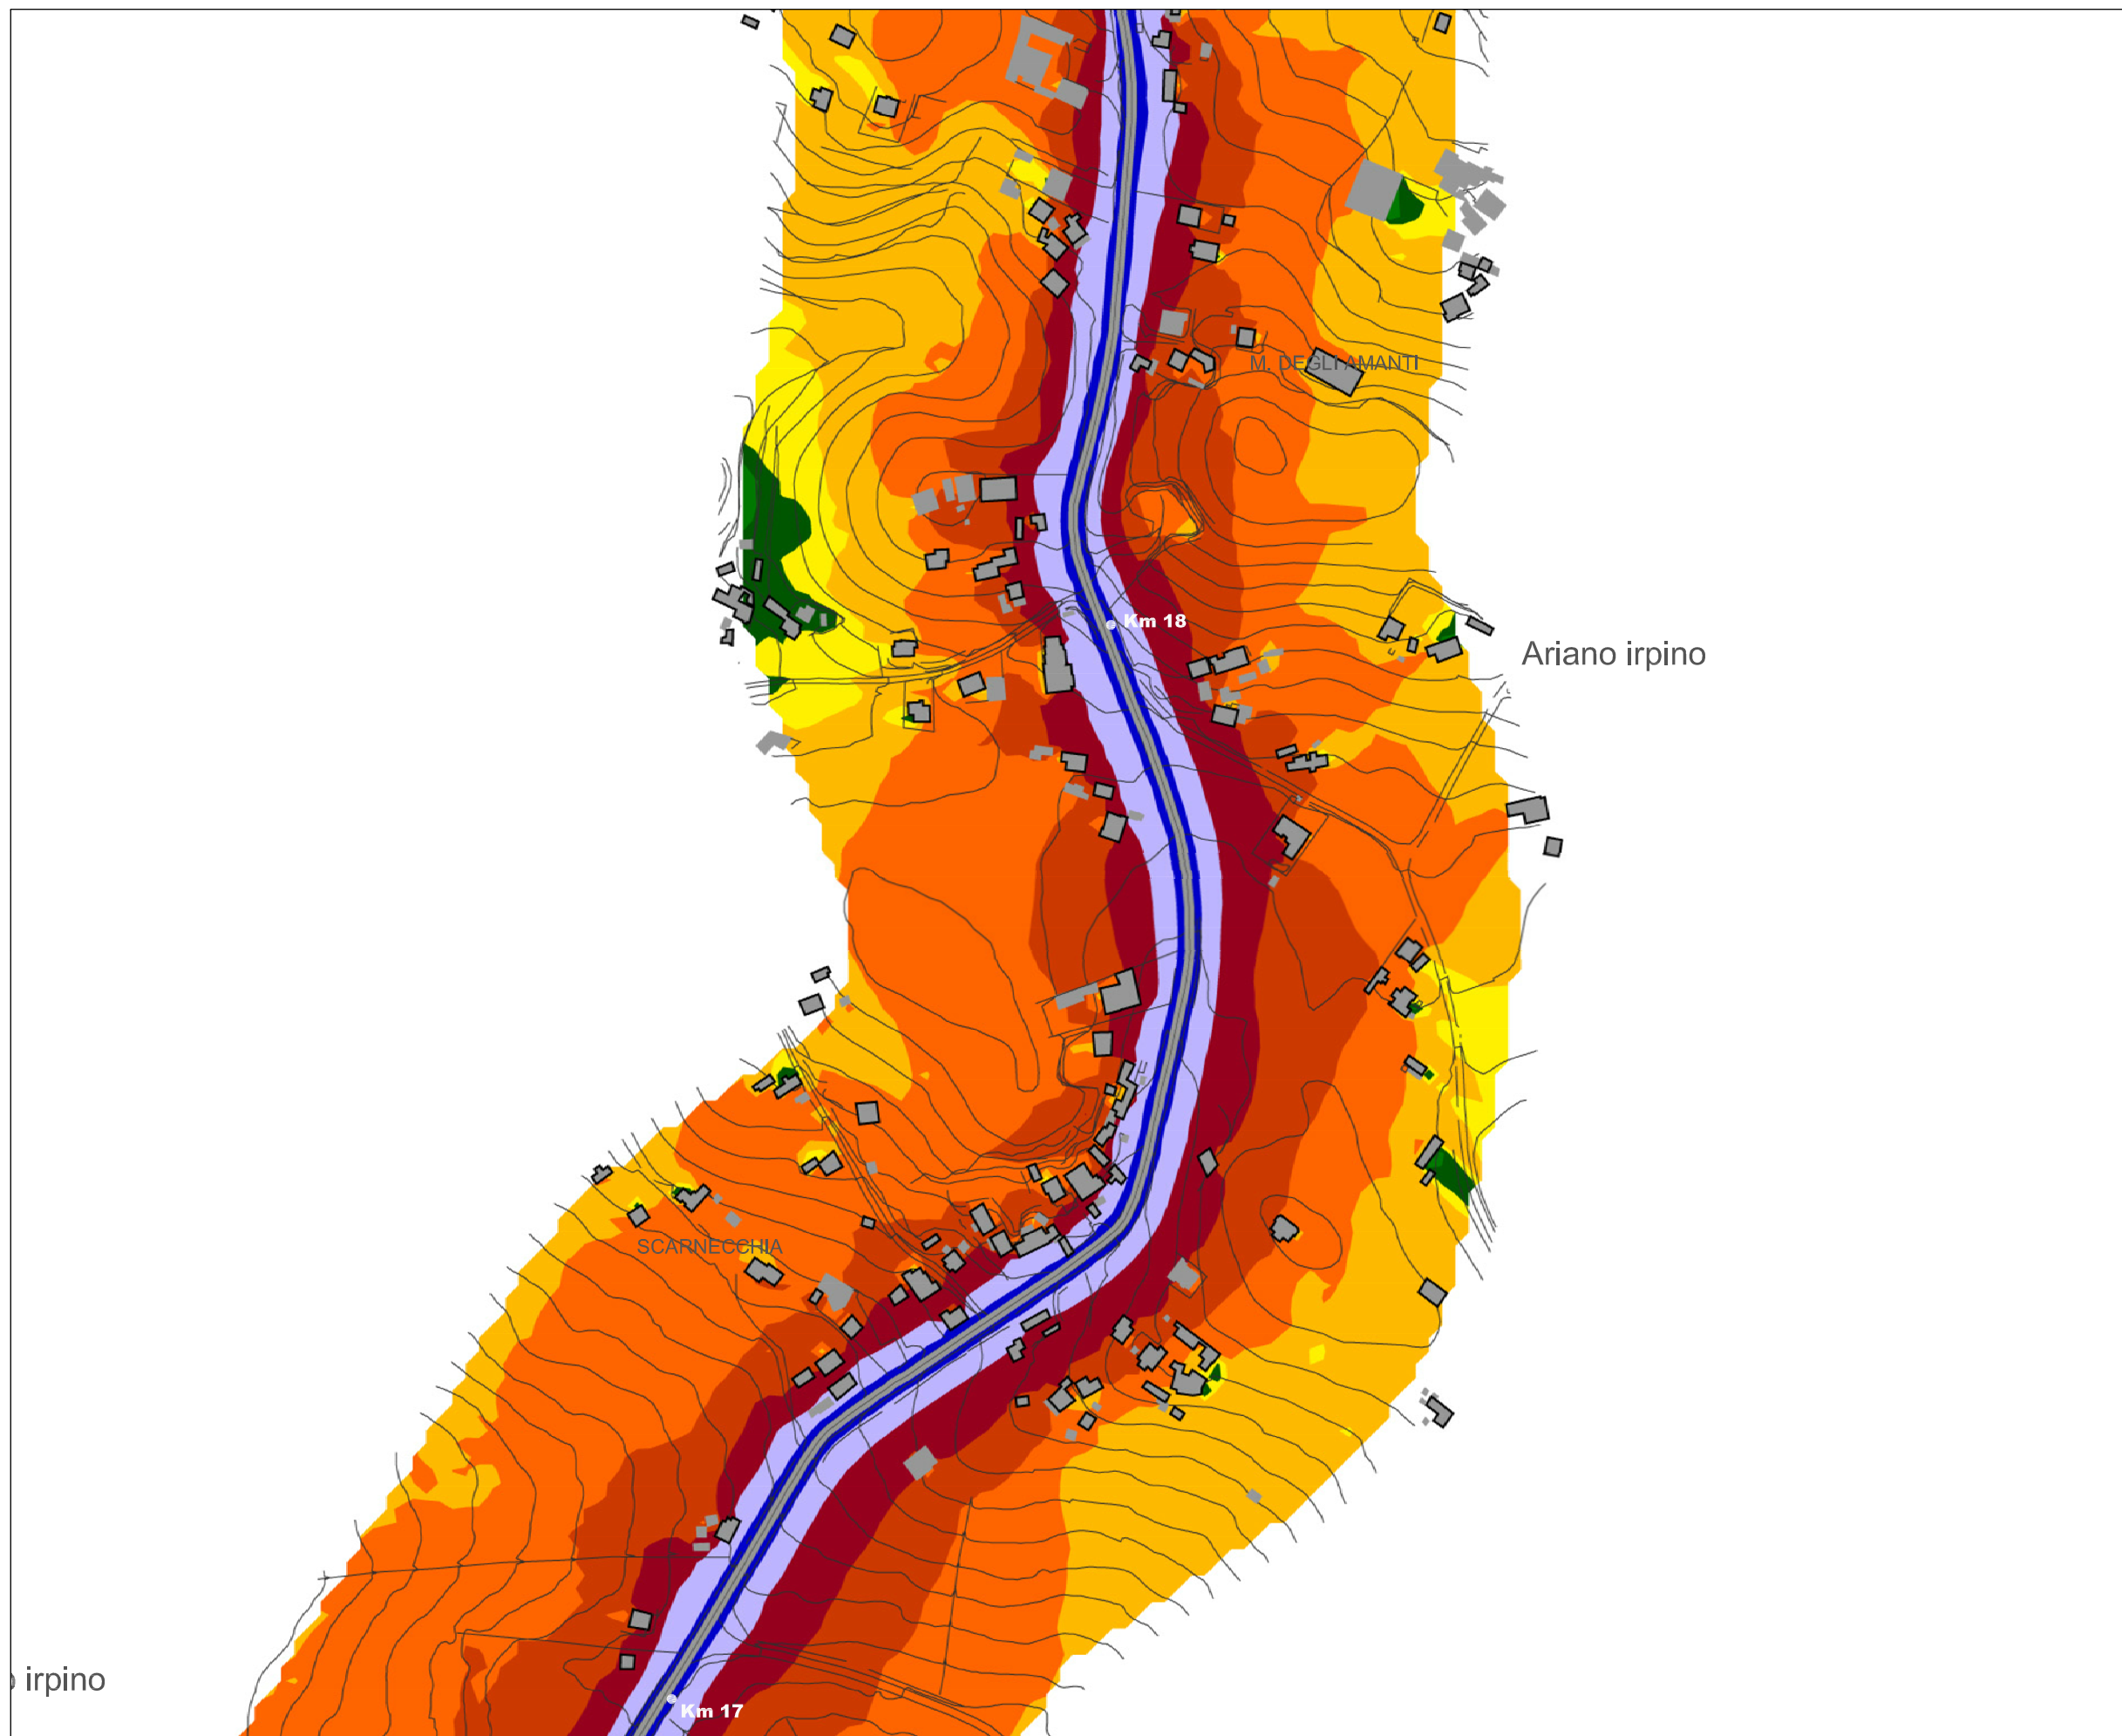 M. DEGLI AMANTI
Km 18
Ariano irpino
SCARNECCHIA
irpino
Km 17